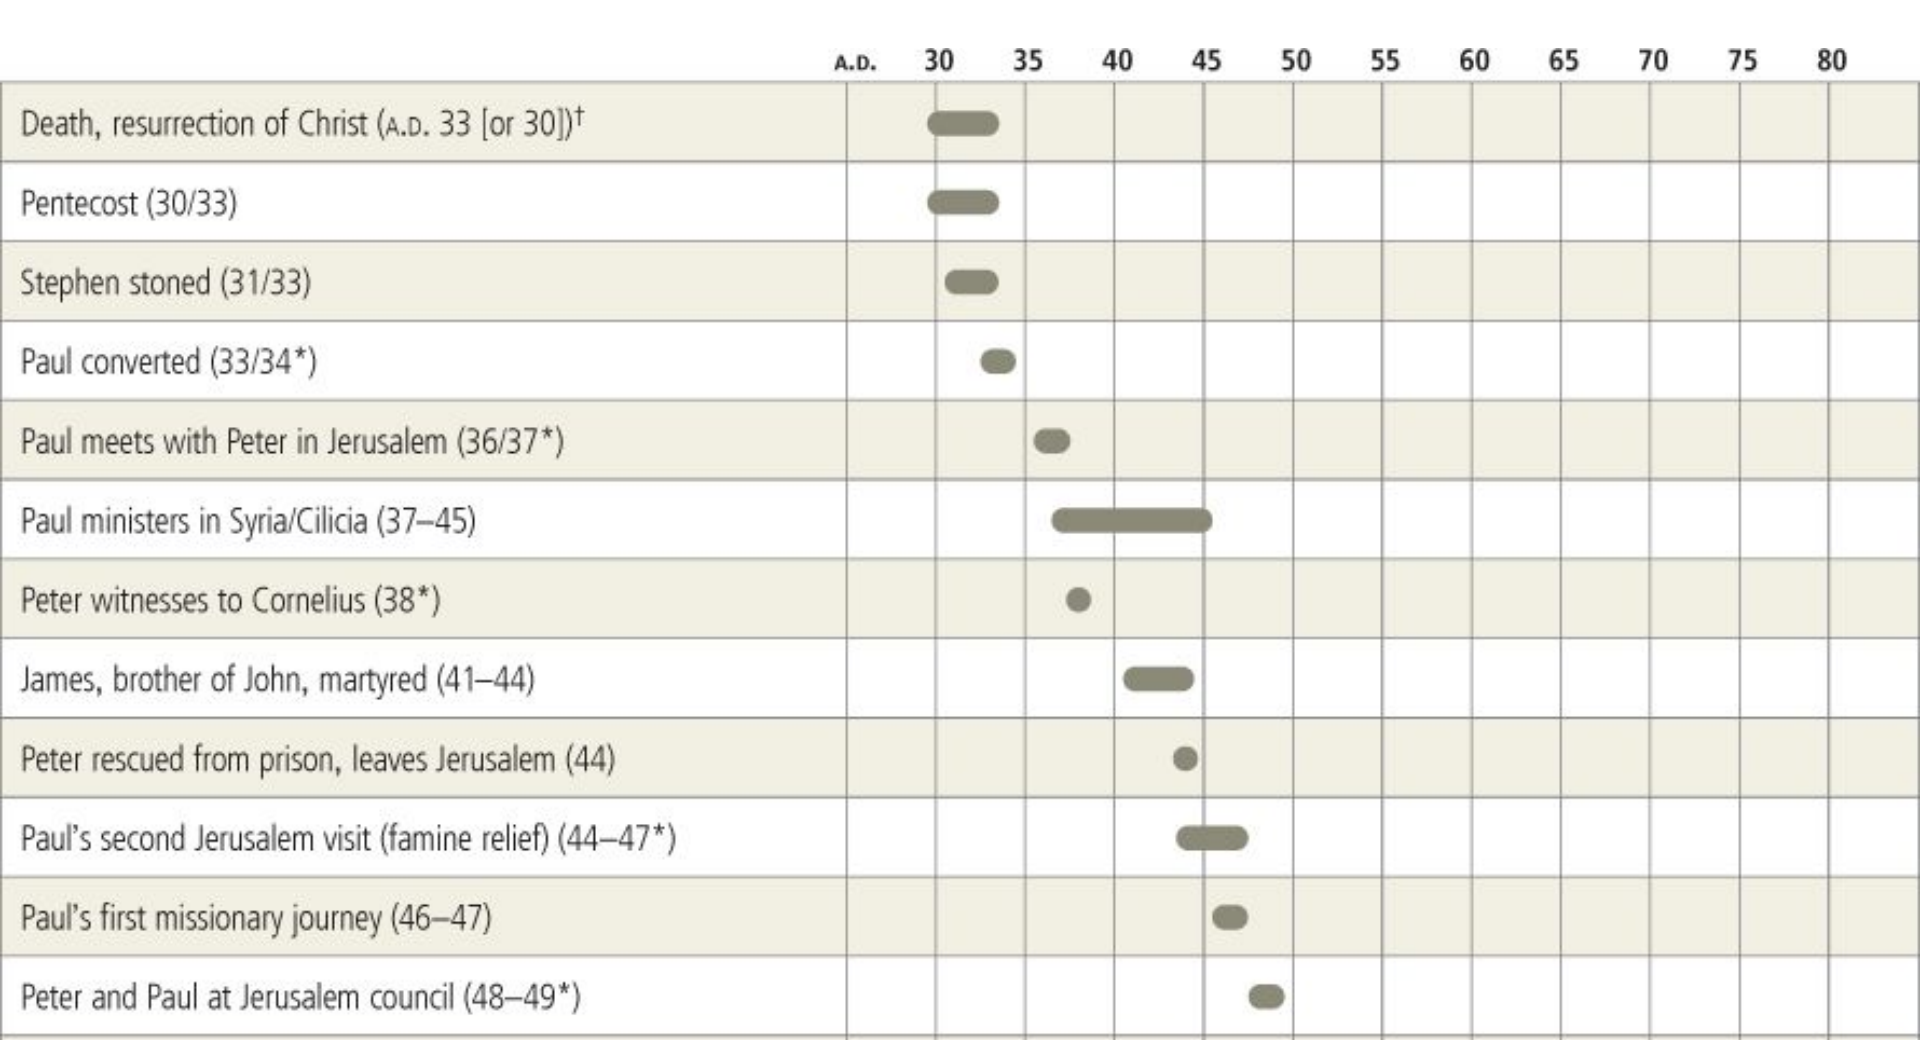 A.D. 30 35 40 45 50 55 60 65 70 75 80
Death, resurrection of Christ (A.D. 33 [or 30])†
Pentecost (30/33)
Stephen stoned (31/33)
Paul converted (33/34*)
Paul meets with Peter in Jerusalem (36/37*)
Paul ministers in Syria/Cilicia (37–45)
Peter witnesses to Cornelius (38*)
James, brother of John, martyred (41–44)
Peter rescued from prison, leaves Jerusalem (44)
Paul’s second Jerusalem visit (famine relief) (44–47*)
Paul’s first missionary journey (46–47)
Peter and Paul at Jerusalem council (48–49*)